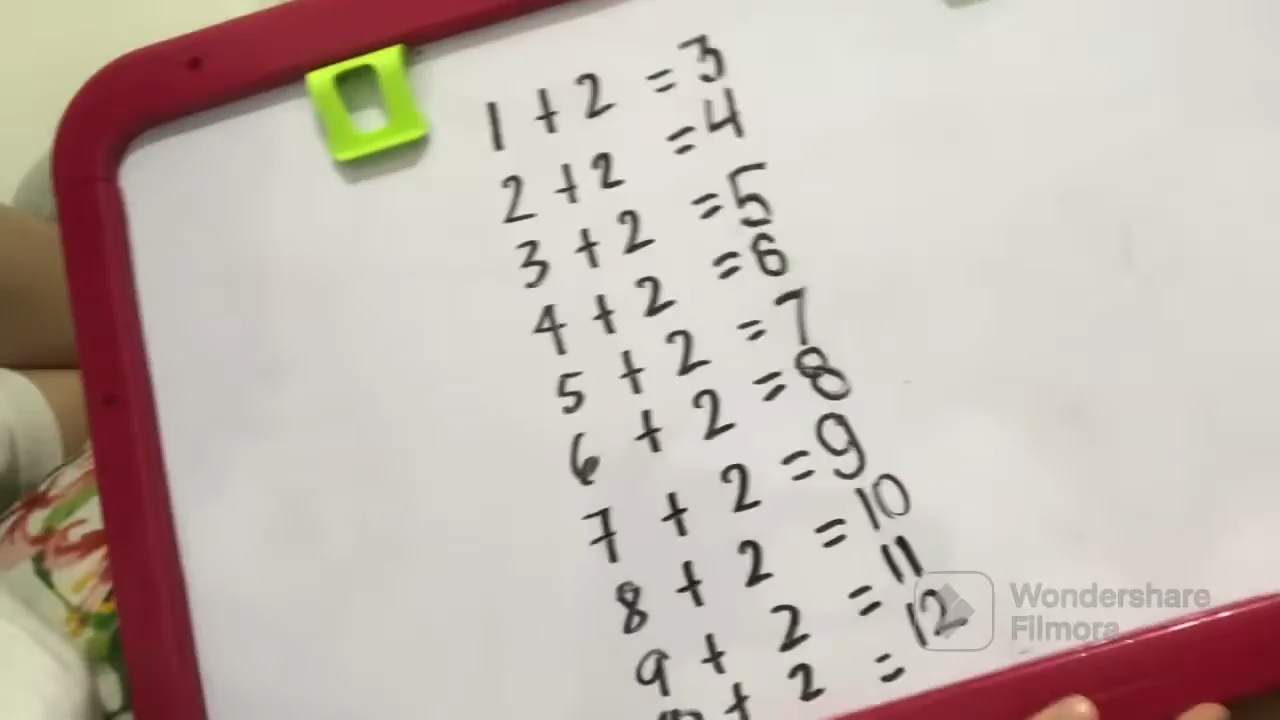 1 + 2 = 3
2 + 2 = 4
3 + 2 = 5
4 + 2 = 6
5 + 2 = 7
6 + 2 = 8
7 + 2 = 9
8 + 2 = 10
9 + 2 = 11
+ 2 = 12
Wondershare
Filmora